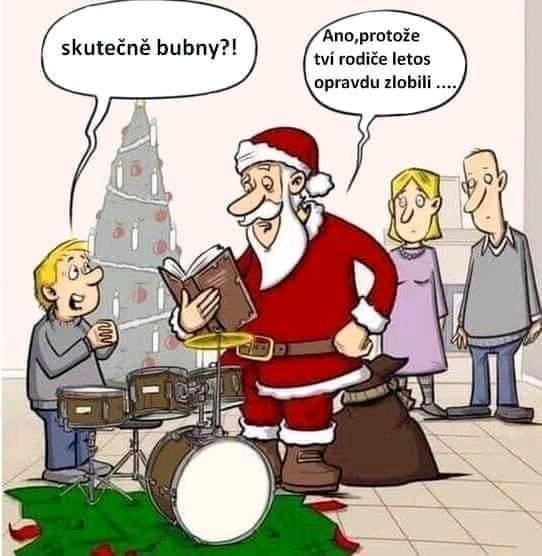 skutečně bubny?!
Ano,protože
tví rodiče letos
opravdu zlobili ....